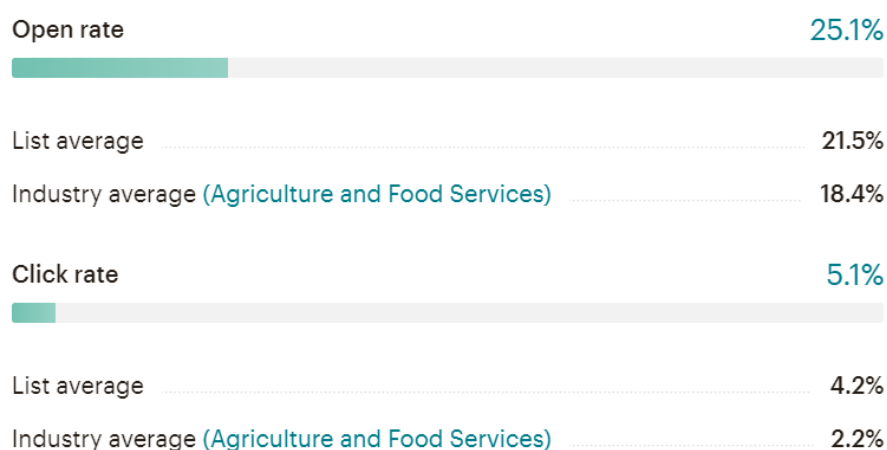 Open rate 25.1%
List average 21.5%
Industry average (Agriculture and Food Services) 18.4%
Click rate 5.1%
List average 4.2%
Industry average (Agriculture and Food Services) 2.2%